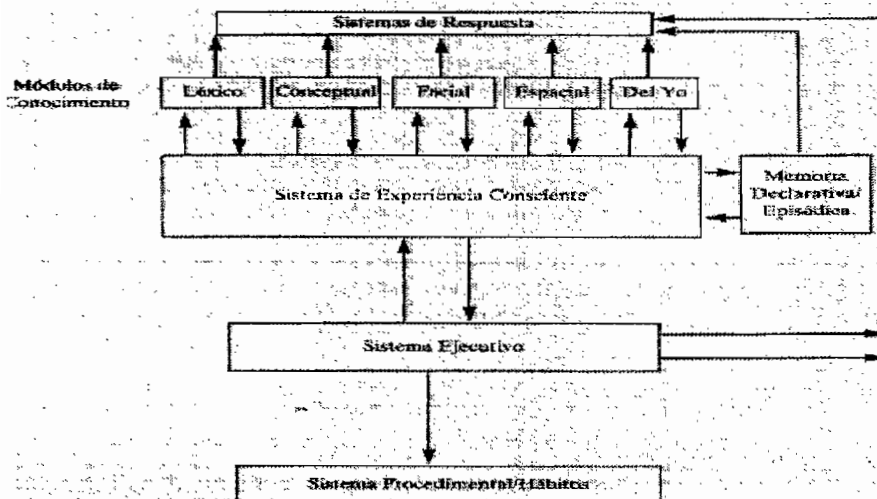 Sistemas de Respuesta
Módulos de
Conocimiento
Léxico
Conceptual
Facial
Espacial
Del Yo
Sistema de Experiencia Consciente
Memoria
Declarativa/
Episódica
Sistema Ejecutivo
Sistema Procedimental/Hábitos